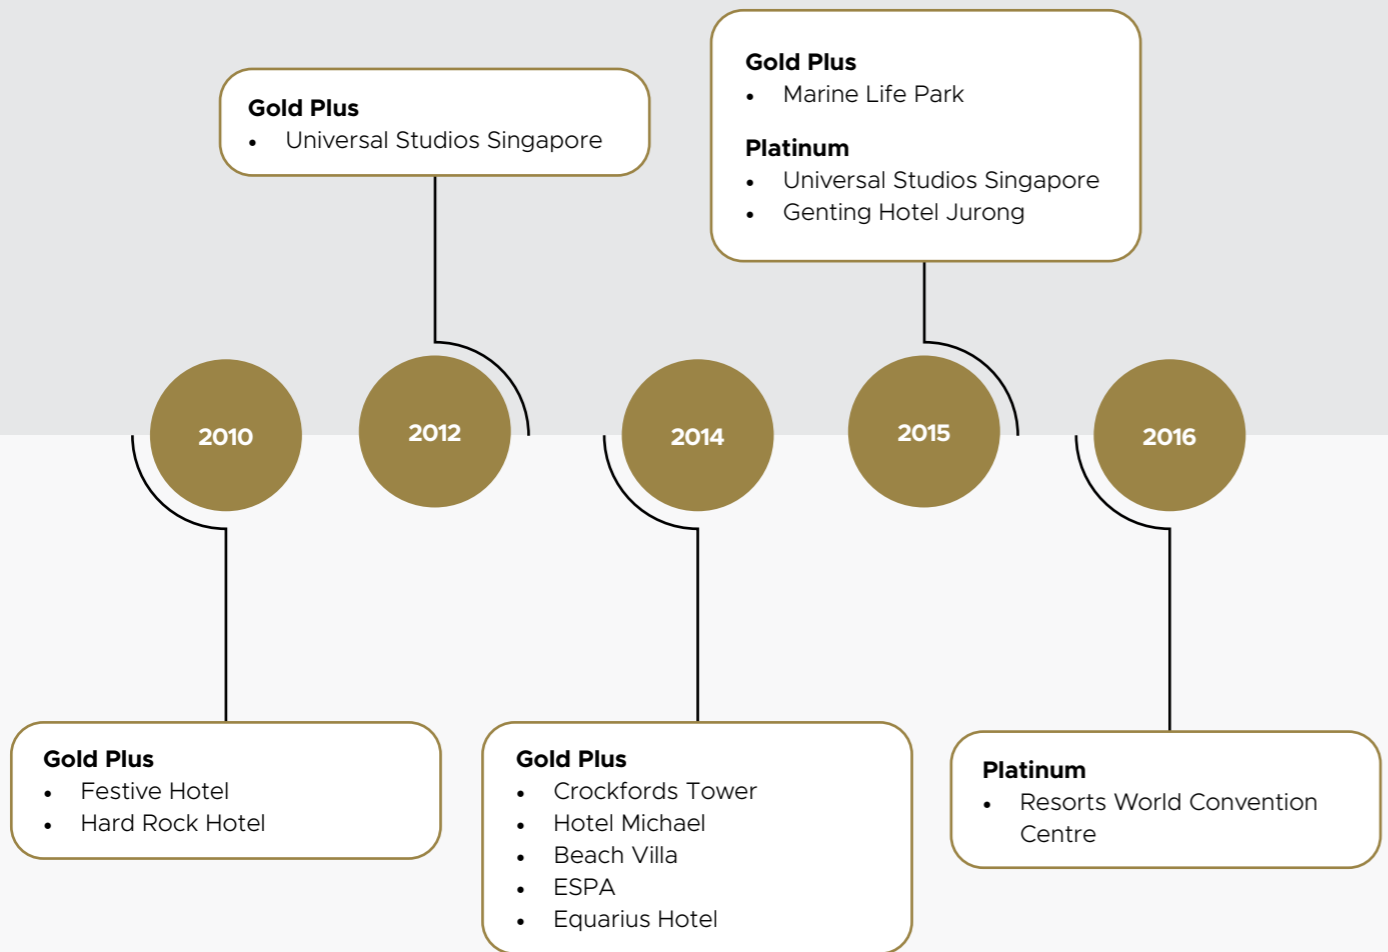 Gold Plus
• Universal Studios Singapore
Gold Plus
• Marine Life Park
Platinum
• Universal Studios Singapore
• Genting Hotel Jurong
2010
2012
2014
2015
2016
Gold Plus
• Festive Hotel
• Hard Rock Hotel
Gold Plus
• Crockfords Tower
• Hotel Michael
• Beach Villa
• ESPA
• Equarius Hotel
Platinum
• Resorts World Convention
Centre